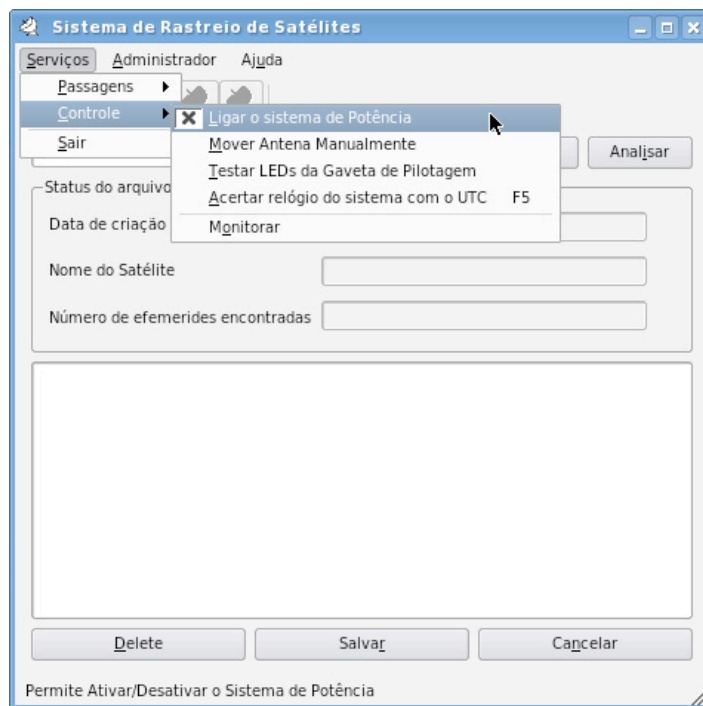 Sistema de Rastreio de Satélites
Serviços Administrador Ajuda
Passagens
Controle
Sair
Ligar o sistema de Potência
Mover Antena Manualmente
Testar LEDs da Gaveta de Pilotagem
Acertar relógio do sistema com o UTC F5
Monitorar
Analisar
Status do arquivo
Data de criação
Nome do Satélite
Número de efemerides encontradas
Delete Salvar Cancelar
Permite Ativar/Desativar o Sistema de Potência